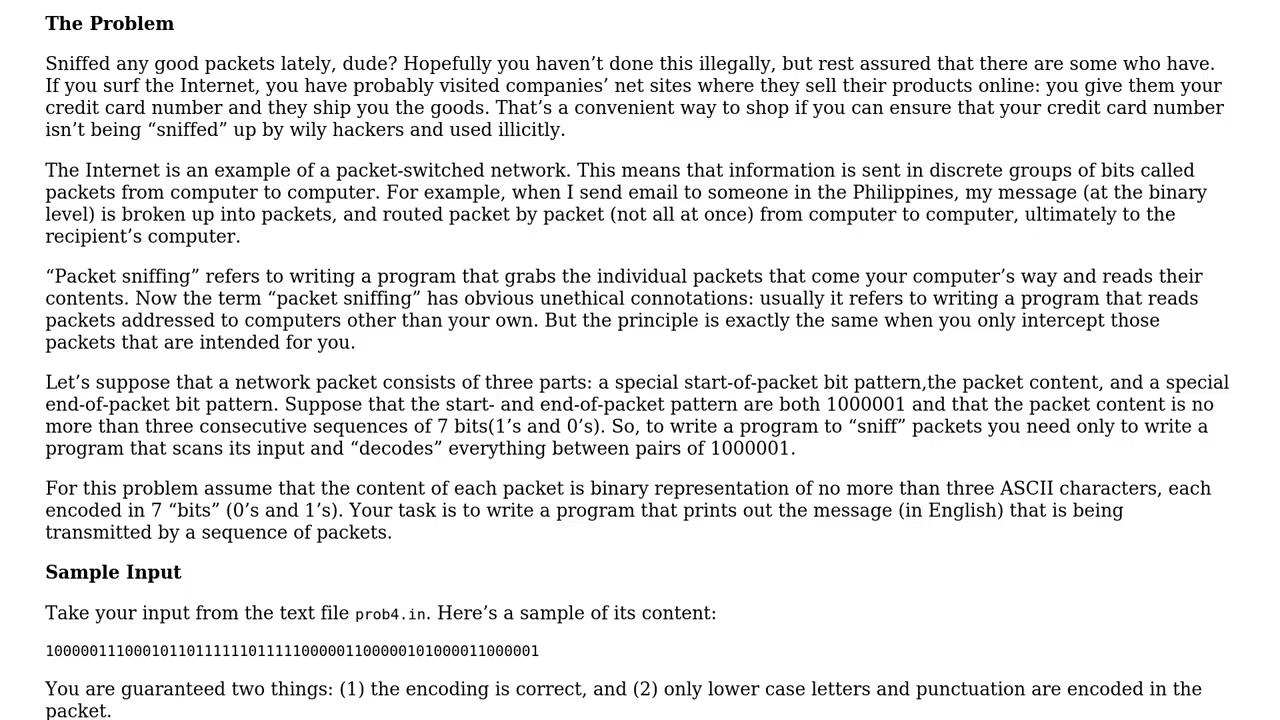 The Problem
Sniffed any good packets lately, dude? Hopefully you haven’t done this illegally, but rest assured that there are some who have.
If you surf the Internet, you have probably visited companies’ net sites where they sell their products online: you give them your
credit card number and they ship you the goods. That’s a convenient way to shop if you can ensure that your credit card number
isn’t being “sniffed” up by wily hackers and used illicitly.
The Internet is an example of a packet-switched network. This means that information is sent in discrete groups of bits called
packets from computer to computer. For example, when I send email to someone in the Philippines, my message (at the binary
level) is broken up into packets, and routed packet by packet (not all at once) from computer to computer, ultimately to the
recipient’s computer.
“Packet sniffing” refers to writing a program that grabs the individual packets that come your computer’s way and reads their
contents. Now the term “packet sniffing” has obvious unethical connotations: usually it refers to writing a program that reads
packets addressed to computers other than your own. But the principle is exactly the same when you only intercept those
packets that are intended for you.
Let’s suppose that a network packet consists of three parts: a special start-of-packet bit pattern,the packet content, and a special
end-of-packet bit pattern. Suppose that the start- and end-of-packet pattern are both 1000001 and that the packet content is no
more than three consecutive sequences of 7 bits(1’s and 0’s). So, to write a program to “sniff” packets you need only to write a
program that scans its input and “decodes” everything between pairs of 1000001.
For this problem assume that the content of each packet is binary representation of no more than three ASCII characters, each
encoded in 7 “bits” (0’s and 1’s). Your task is to write a program that prints out the message (in English) that is being
transmitted by a sequence of packets.
Sample Input
Take your input from the text file prob4.in. Here’s a sample of its content:
10000011100010110111111011111000001100000101000011000001
You are guaranteed two things: (1) the encoding is correct, and (2) only lower case letters and punctuation are encoded in the
packet.